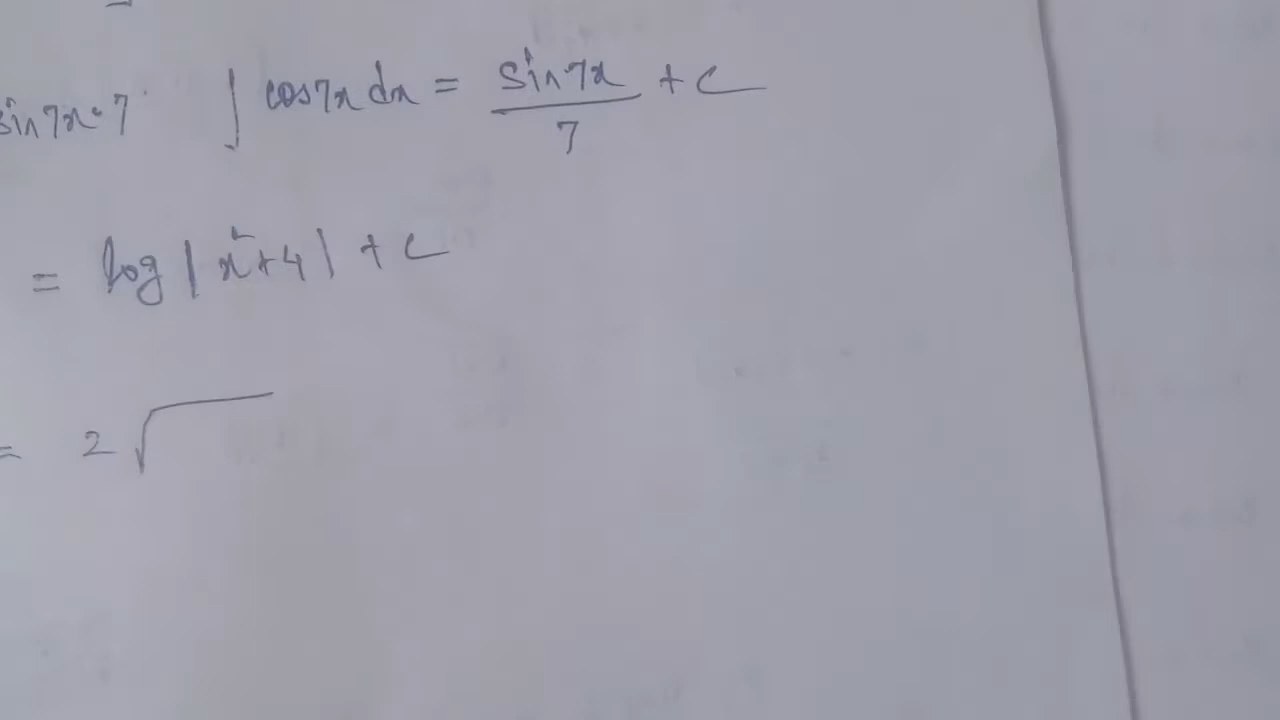 sin7x·7 ∫cos7x dx = sin7x/7 + c
= log|x²+4| + c
= 2√